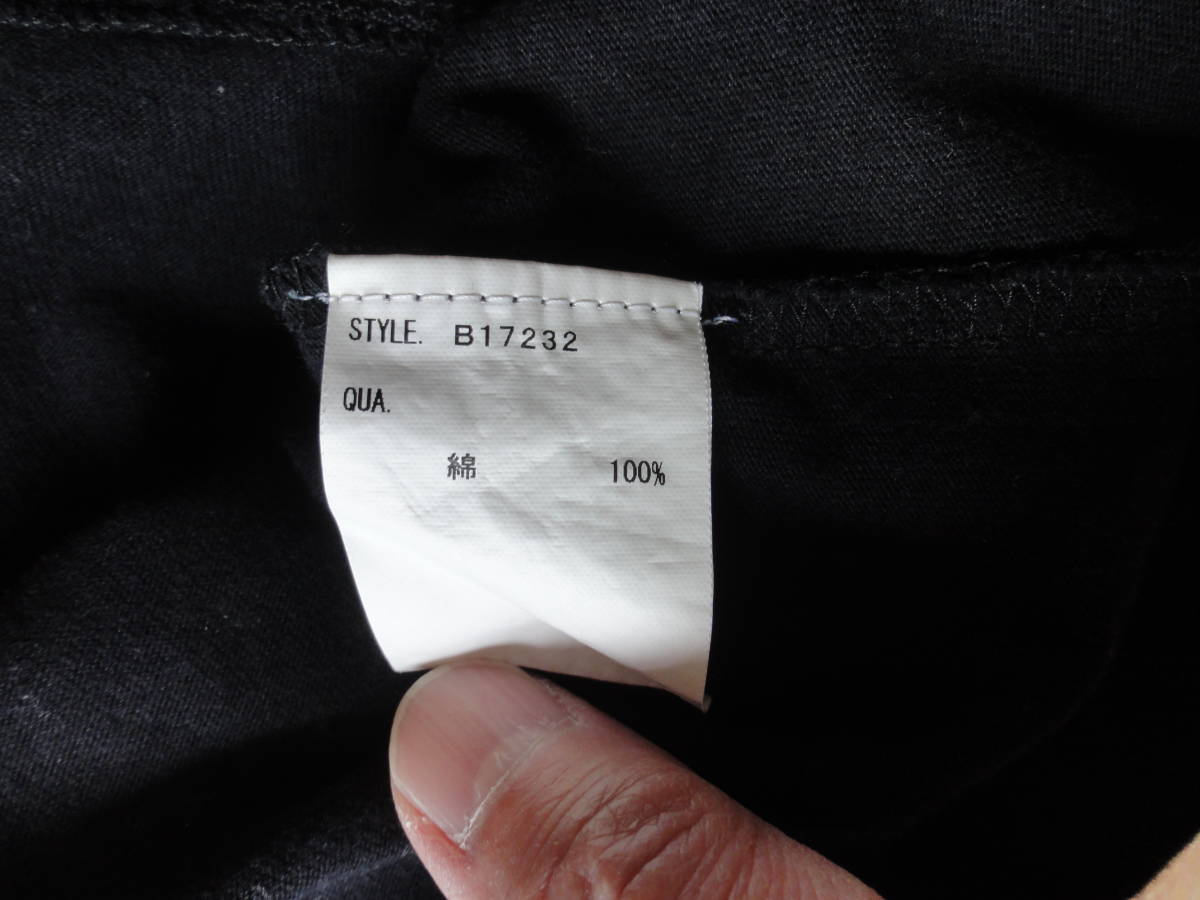 STYLE. B17232
QUA.
綿 100%